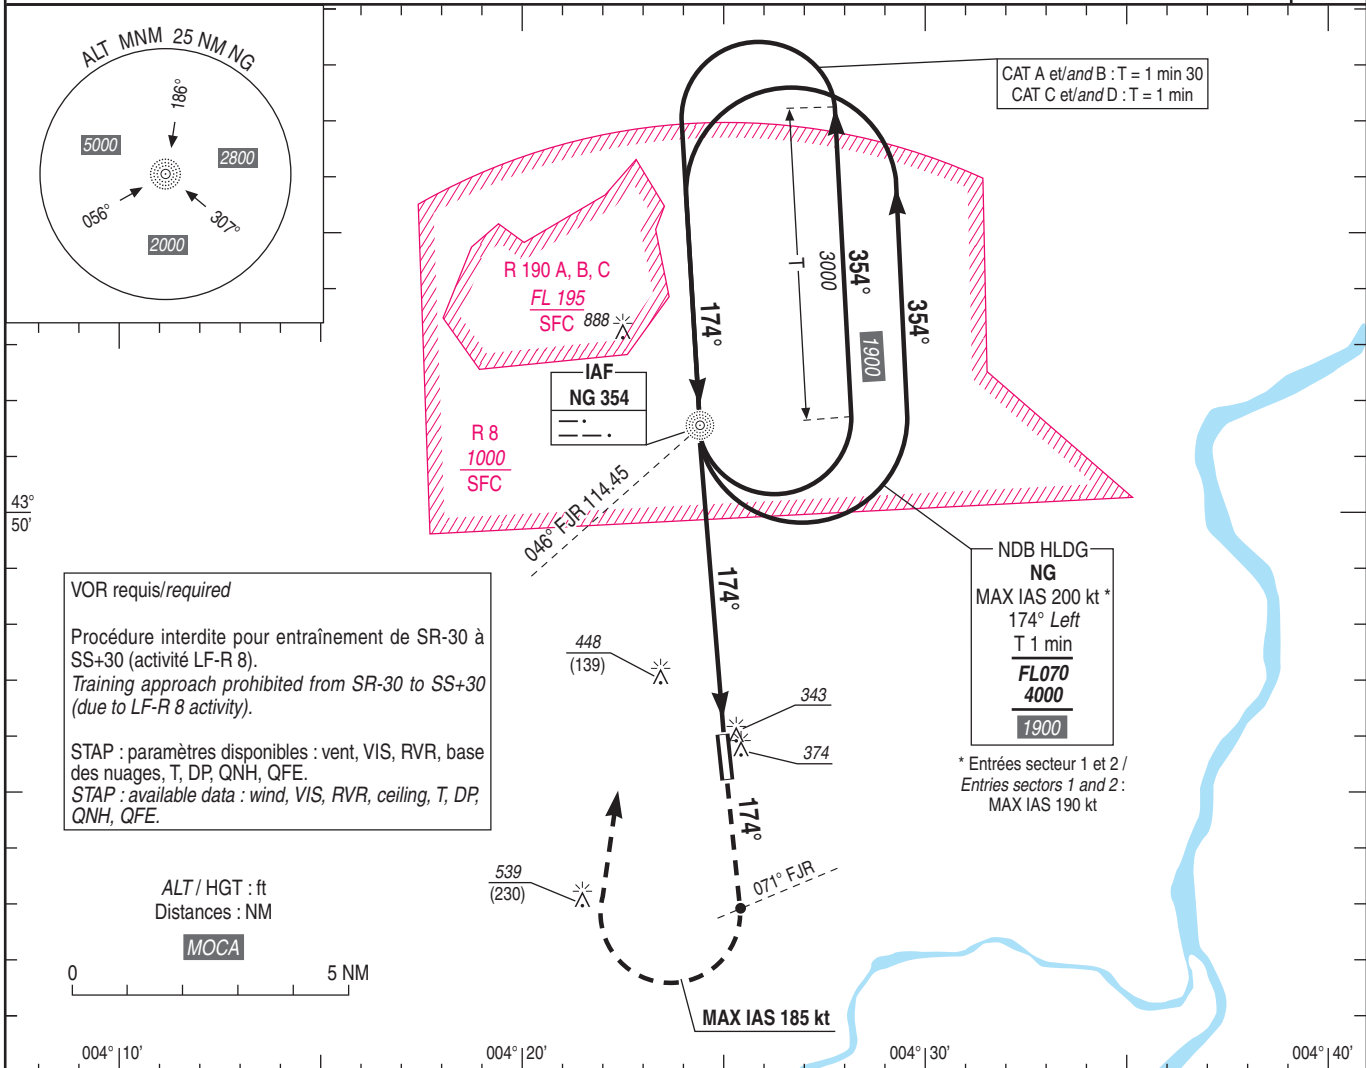 ALT MNM 25 NM NG
186°
5000
2800
056°
307°
2000
CAT A et/and B : T = 1 min 30
CAT C et/and D : T = 1 min
R 190 A, B, C
FL 195
SFC
888
T
3000
354°
354°
1900
174°
IAF
NG 354
R 8
1000
SFC
046° FJR 114.45
43°
50'
174°
NDB HLDG
NG
MAX IAS 200 kt *
174° Left
T 1 min
FL070
4000
1900
* Entrées secteur 1 et 2 /
Entries sectors 1 and 2 :
MAX IAS 190 kt
VOR requis/required
Procédure interdite pour entraînement de SR-30 à
SS+30 (activité LF-R 8).
Training approach prohibited from SR-30 to SS+30
(due to LF-R 8 activity).
STAP : paramètres disponibles : vent, VIS, RVR, base
des nuages, T, DP, QNH, QFE.
STAP : available data : wind, VIS, RVR, ceiling, T, DP,
QNH, QFE.
448
(139)
343
374
174°
539
(230)
071° FJR
ALT / HGT : ft
Distances : NM
MOCA
0 5 NM
MAX IAS 185 kt
004° 10'
004° 20'
004° 30'
004° 40'